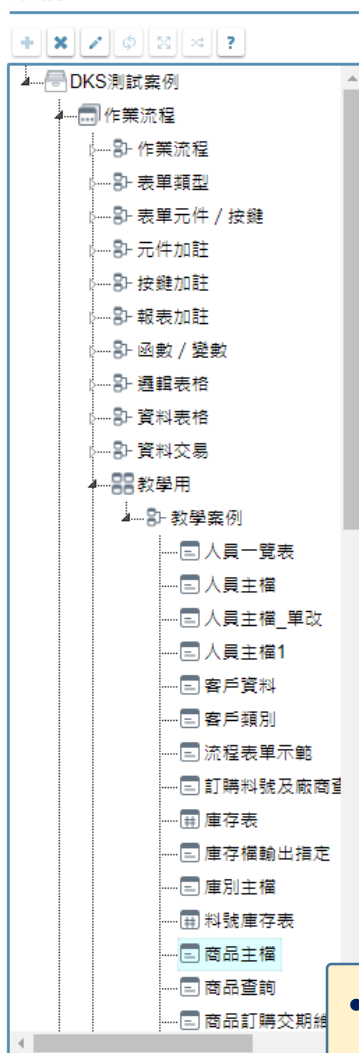 ?
DKS測試案例
作業流程
作業流程
表單類型
表單元件 / 按鍵
元件加註
按鍵加註
報表加註
函數 / 變數
邏輯表格
資料表格
資料交易
教學用
教學案例
人員一覽表
人員主檔
人員主檔_單改
人員主檔1
客戶資料
客戶類別
流程表單示範
訂購料號及廠商
庫存表
庫存檔輸出指定
庫別主檔
料號庫存表
商品主檔
商品查詢
商品訂購交期